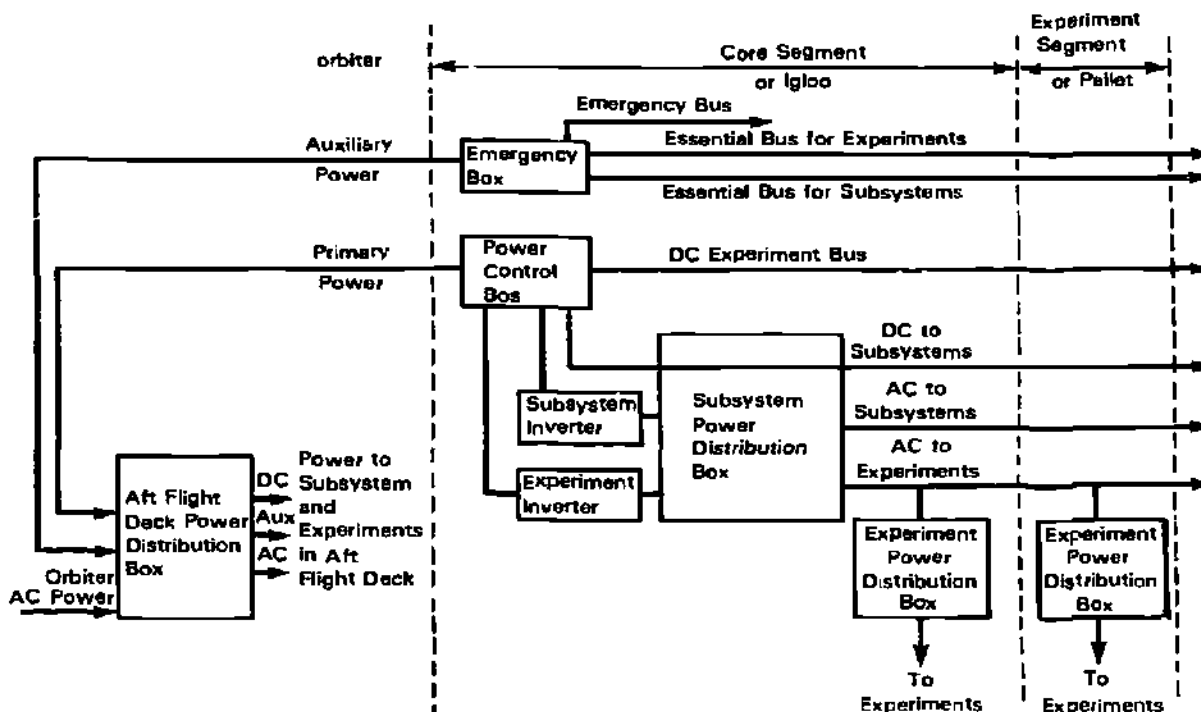 orbiter
Core Segment
or Igloo
Experiment
Segment
or Pallet
Emergency Bus
Auxiliary
Power
Emergency
Box
Essential Bus for Experiments
Essential Bus for Subsystems
Primary
Power
Power
Control
Bos
DC Experiment Bus
DC to
Subsystems
Subsystem
Inverter
Subsystem
Power
Distribution
Box
AC to
Subsystems
AC to
Experiments
Experiment
Inverter
Aft Flight
Deck Power
Distribution
Box
DC
Aux
AC
Power to
Subsystem
and
Experiments
in Aft
Flight Deck
Orbiter
AC Power
Experiment
Power
Distribution
Box
Experiment
Power
Distribution
Box
To
Experiments
To
Experiments